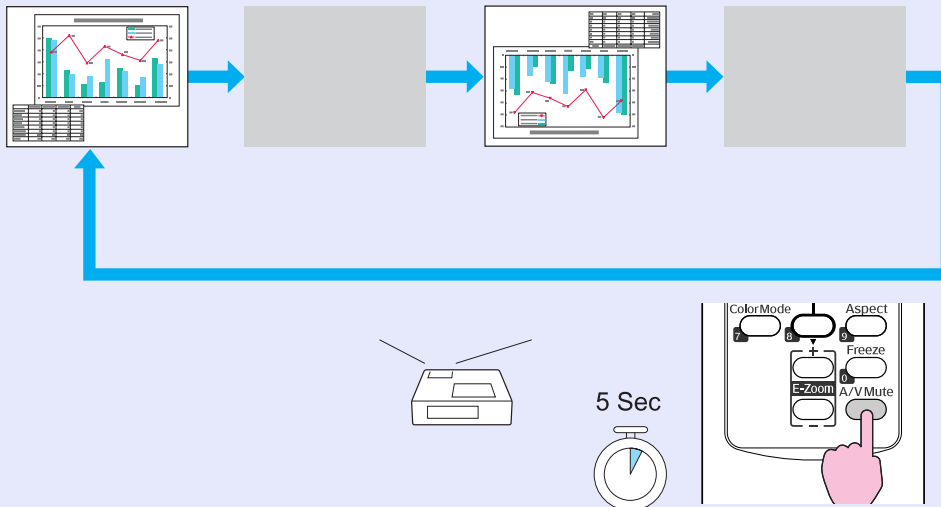 5 Sec
ColorMode
Aspect
7
8
9
+
Freeze
0
E-Zoom
A/V Mute
−